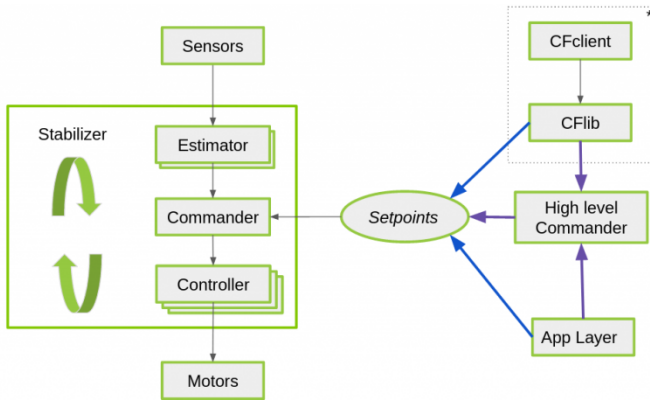 Sensors
CFclient
*
Stabilizer
Estimator
CFlib
Commander
Setpoints
High level
Commander
Controller
App Layer
Motors